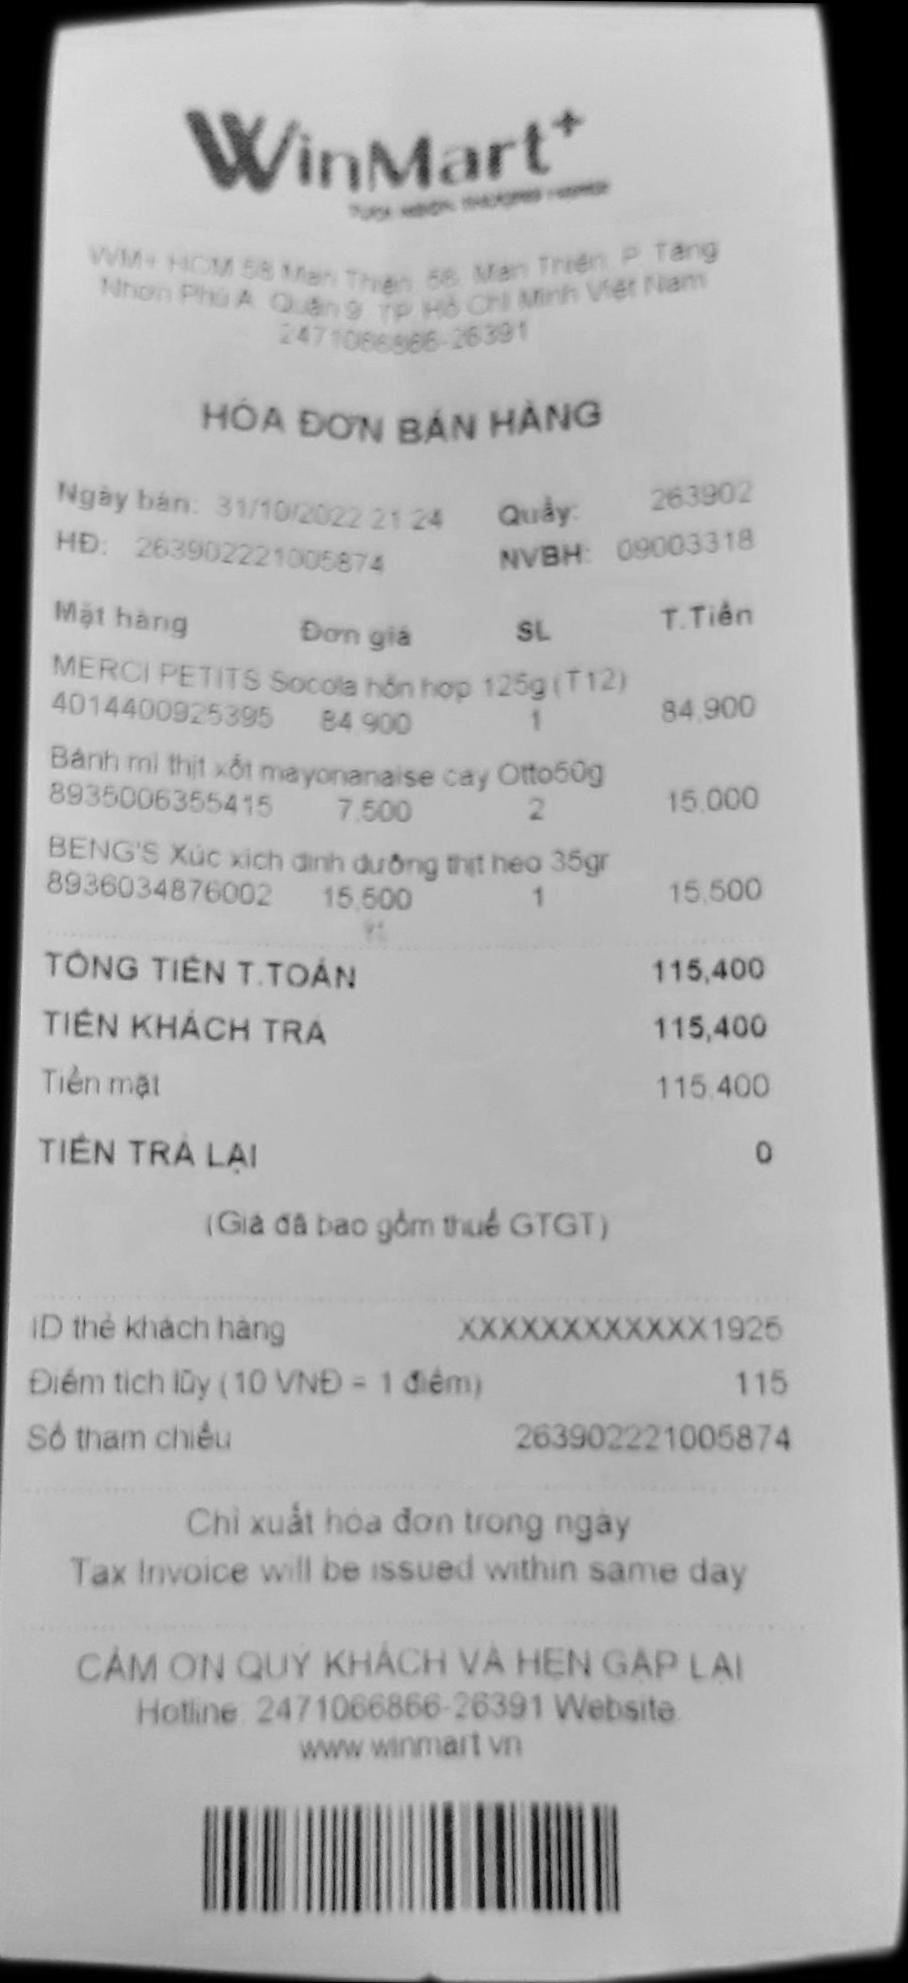 WinMart+
WM+ HCM 58 Man Thiện, 58, Man Thiện, P. Tăng
Nhơn Phú A, Quận 9, TP. Hồ Chí Minh Việt Nam
2471066866-26391
HÓA ĐƠN BÁN HÀNG
Ngày bán: 31/10/2022 21:24 Quầy: 263902
HĐ: 263902221005874 NVBH: 09003318
Mặt hàng Đơn giá SL T.Tiền
MERCI PETITS Socola hỗn hợp 125g (T12)
4014400925395 84,900 1 84,900
Bánh mì thịt xốt mayonanaise cay Otto50g
8935006355415 7,500 2 15,000
BENG'S Xúc xích dinh dưỡng thịt heo 35gr
8936034876002 15,500 1 15,500
TỔNG TIỀN T.TOÁN 115,400
TIỀN KHÁCH TRẢ 115,400
Tiền mặt 115,400
TIỀN TRẢ LẠI 0
(Giá đã bao gồm thuế GTGT)
ID thẻ khách hàng XXXXXXXXXXXX1925
Điểm tích lũy (10 VNĐ = 1 điểm) 115
Số tham chiếu 263902221005874
Chỉ xuất hóa đơn trong ngày
Tax Invoice will be issued within same day
CẢM ƠN QUÝ KHÁCH VÀ HẸN GẶP LẠI
Hotline: 2471066866-26391 Website:
www.winmart.vn